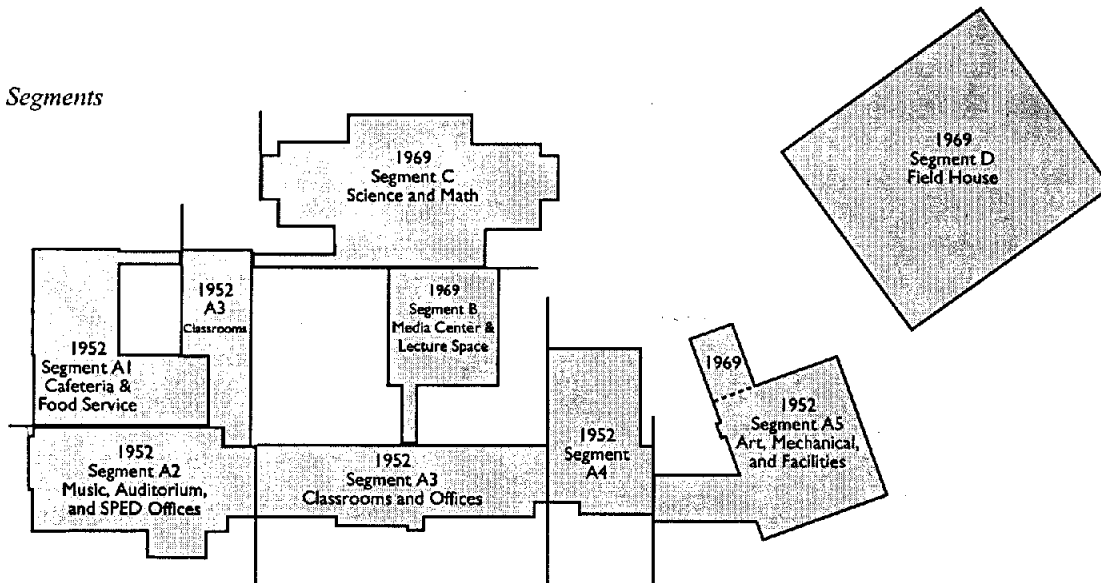 Segments
1969
Segment C
Science and Math
1969
Segment D
Field House
1952
A3
Classrooms
1969
Segment B
Media Center &
Lecture Space
1952
Segment A1
Cafeteria &
Food Service
1969
1952
Segment A5
Art, Mechanical,
and Facilities
1952
Segment A2
Music, Auditorium,
and SPED Offices
1952
Segment A3
Classrooms and Offices
1952
Segment
A4